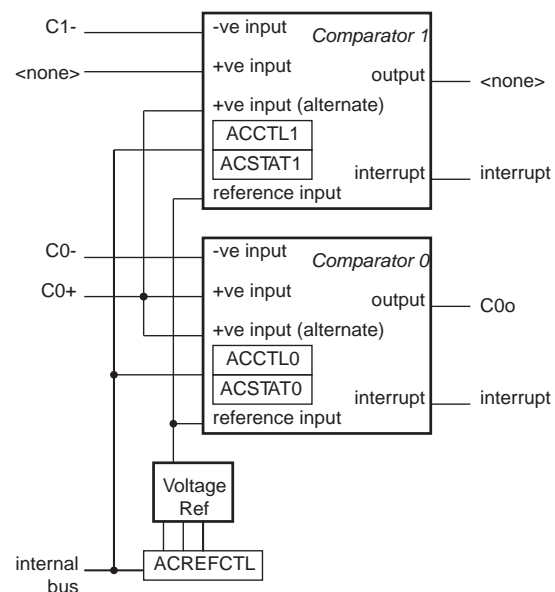 C1-
-ve input
Comparator 1
<none>
+ve input
output
<none>
+ve input (alternate)
ACCTL1
ACSTAT1
interrupt
interrupt
reference input
C0-
-ve input
Comparator 0
C0+
+ve input
output
C0o
+ve input (alternate)
ACCTL0
ACSTAT0
interrupt
interrupt
reference input
Voltage
Ref
internal
bus
ACREFCTL